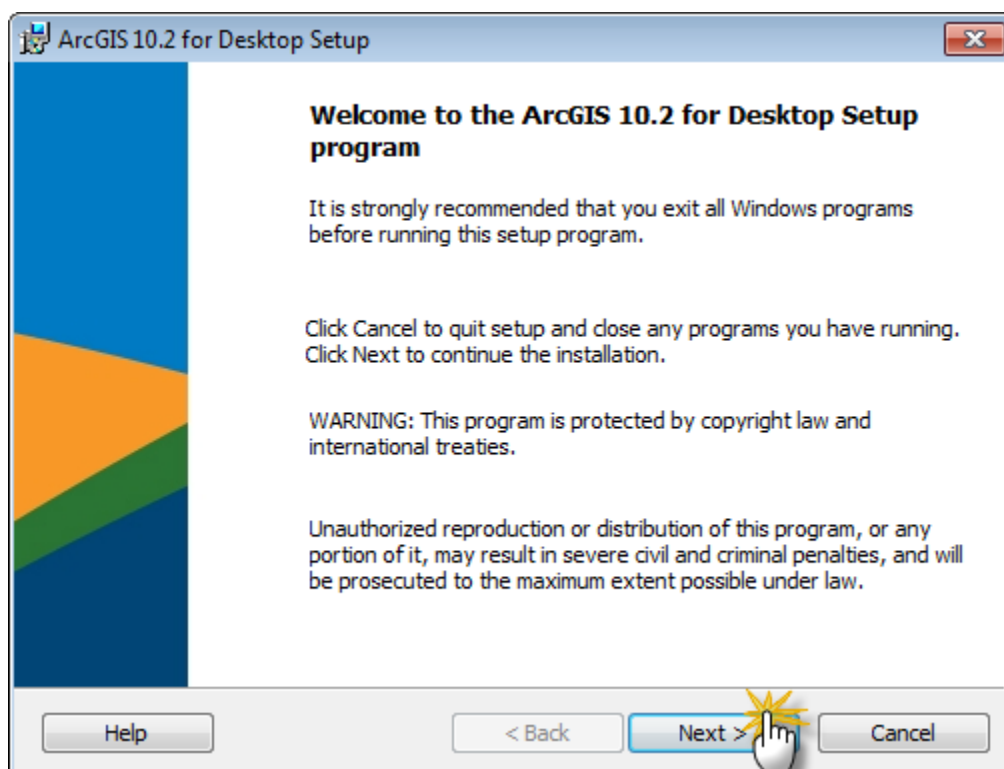 ArcGIS 10.2 for Desktop Setup
Welcome to the ArcGIS 10.2 for Desktop Setup
program
It is strongly recommended that you exit all Windows programs
before running this setup program.
Click Cancel to quit setup and close any programs you have running.
Click Next to continue the installation.
WARNING: This program is protected by copyright law and
international treaties.
Unauthorized reproduction or distribution of this program, or any
portion of it, may result in severe civil and criminal penalties, and will
be prosecuted to the maximum extent possible under law.
Help
< Back
Next >
Cancel